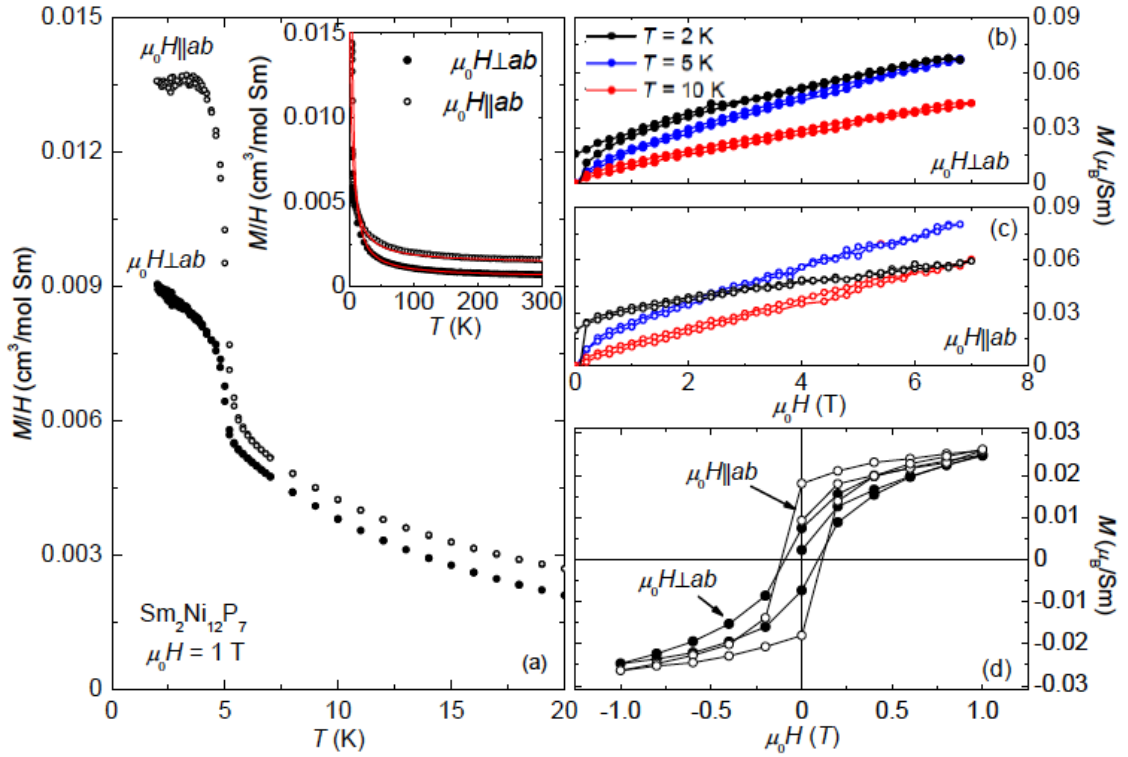 0.015
0.012
0.009
0.006
0.003
0
M/H (cm³/mol Sm)
μ₀H||ab
μ₀H⊥ab
Sm₂Ni₁₂P₇
μ₀H = 1 T
(a)
0 5 10 15 20
T (K)
0.015
0.010
0.005
0
M/H (cm³/mol Sm)
μ₀H⊥ab
μ₀H||ab
0 100 200 300
T (K)
T = 2 K
T = 5 K
T = 10 K
(b)
μ₀H⊥ab
0.09
0.06
0.03
0
M (μB/Sm)
(c)
μ₀H||ab
0.09
0.06
0.03
0
0 2 4 6 8
μ₀H (T)
μ₀H||ab
μ₀H⊥ab
(d)
0.03
0.02
0.01
0
-0.01
-0.02
-0.03
M (μB/Sm)
-1.0 -0.5 0 0.5 1.0
μ₀H (T)